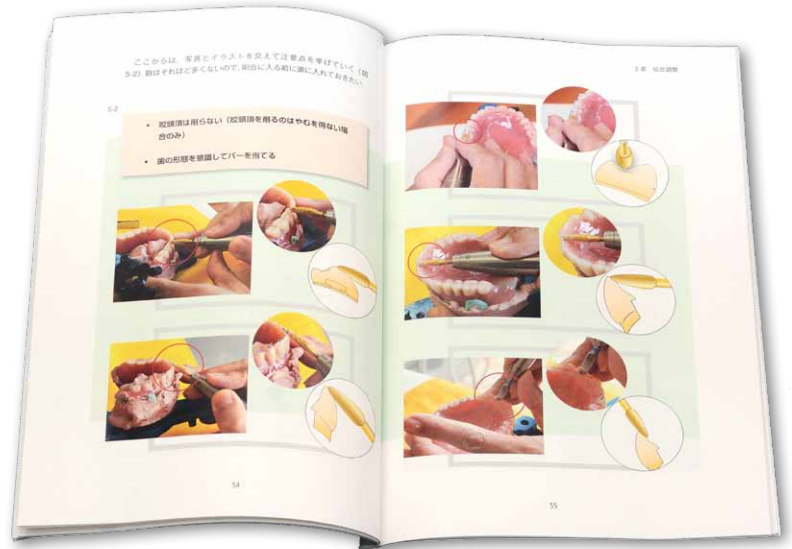 ここからは、写真とイラストを交えて注意点を挙げていく（図
5-2）。数はそれほど多くないので、削合に入る前に頭に入れておきたい。
5-2
• 咬頭頂は削らない（咬頭頂を削るのはやむを得ない場
合のみ）
• 歯の形態を意識してバーを当てる
54
5章 咬合調整
55